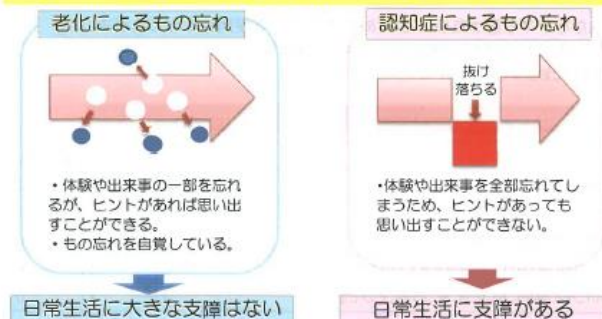 老化によるもの忘れ
・体験や出来事の一部を忘れ
るが、ヒントがあれば思い出
すことができる。
・もの忘れを自覚している。
日常生活に大きな支障はない
認知症によるもの忘れ
抜け
落ちる
・体験や出来事を全部忘れてし
まうため、ヒントがあっても
思い出すことができない。
日常生活に支障がある